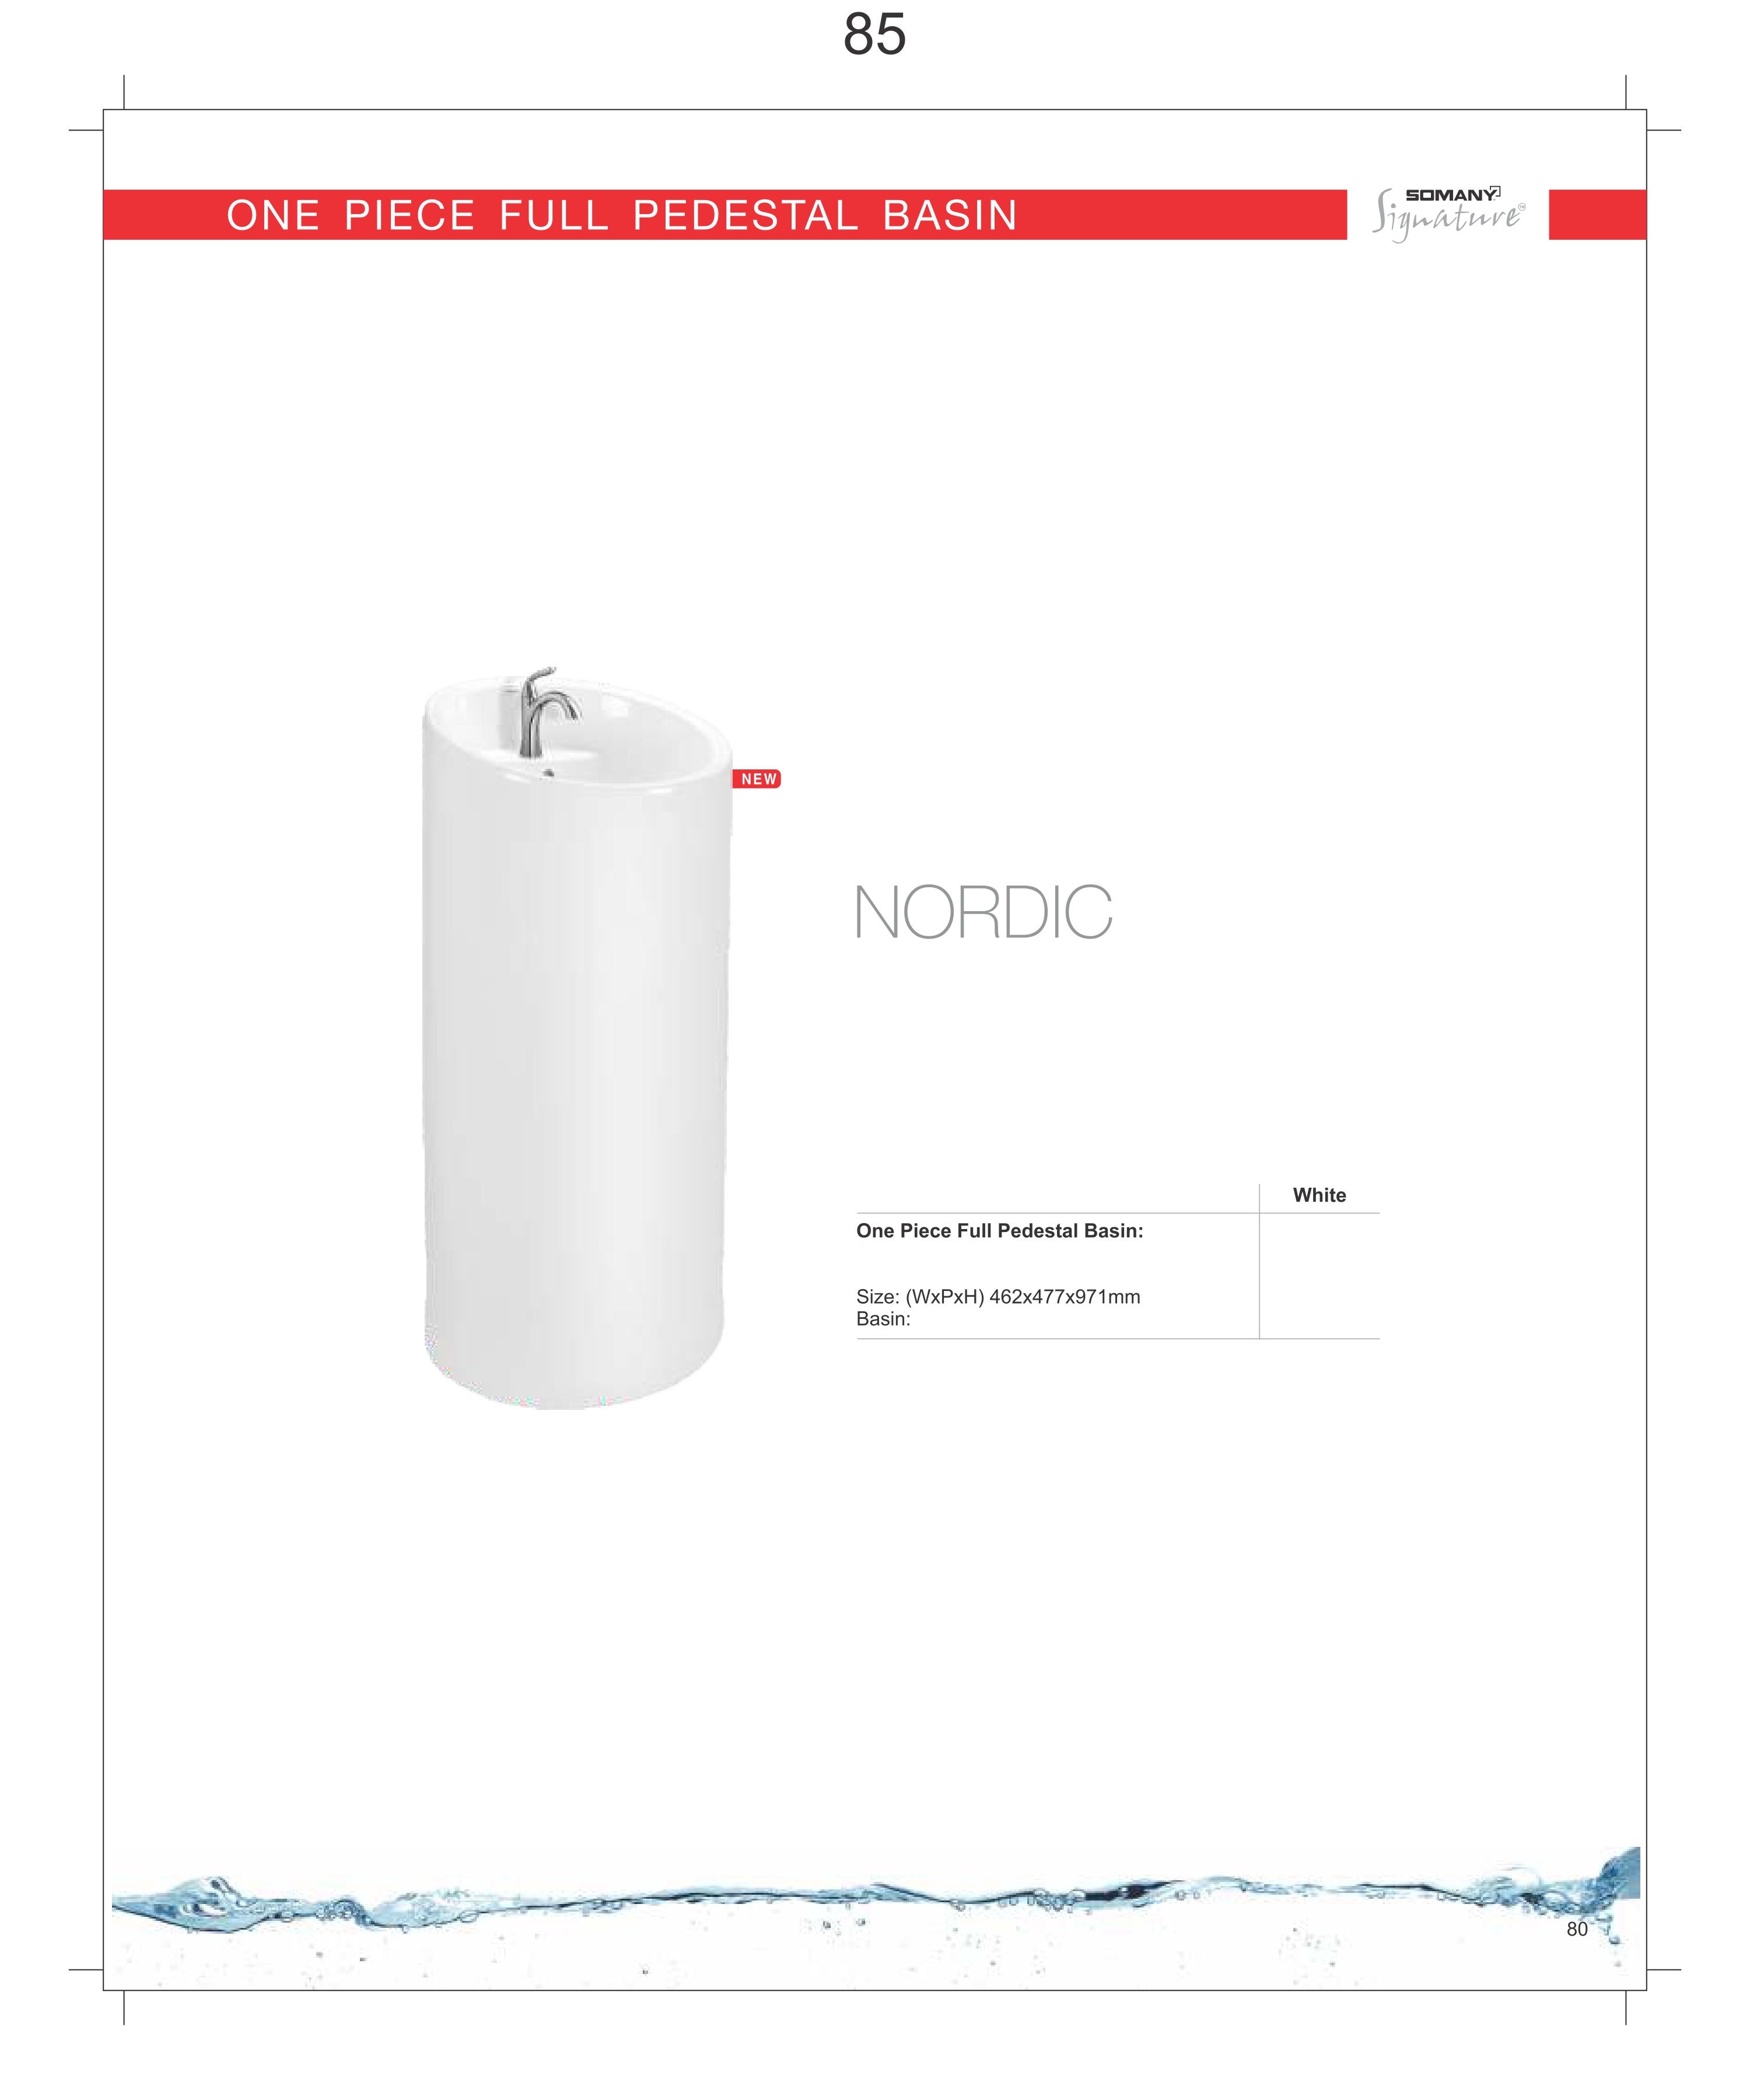 85
ONE PIECE FULL PEDESTAL BASIN
SOMANY
Signature™
NEW
NORDIC
White
One Piece Full Pedestal Basin:
Size: (WxPxH) 462x477x971mm
Basin:
80